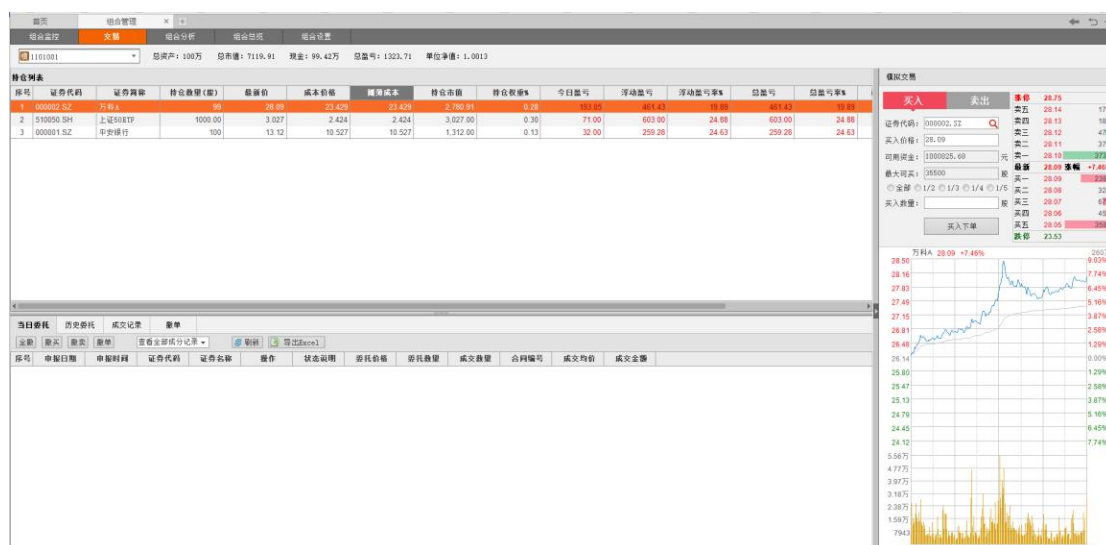 首页 组合管理 × +
组合监控 交易 组合分析 组合总览 组合设置
1101001 总资产：100万 总市值：7119.91 现金：99.42万 总盈亏：1323.71 单位净值：1.0013
持仓列表
序号 证券代码 证券简称 持仓数量(股) 最新价 成本价格 摊薄成本 持仓市值 持仓权重% 今日盈亏 浮动盈亏 浮动盈亏率% 总盈亏 总盈亏率%
1 000002.SZ 万科A 99 28.09 23.429 23.429 2,780.91 0.28 193.05 461.43 19.89 461.43 19.89
2 510050.SH 上证50ETF 1000.00 3.027 2.424 2.424 3,027.00 0.30 71.00 603.00 24.88 603.00 24.88
3 000001.SZ 平安银行 100 13.12 10.527 10.527 1,312.00 0.13 32.00 259.28 24.63 259.28 24.63
当日委托 历史委托 成交记录 撤单
全撤 撤买 撤卖 撤单 查看全部成分记录 刷新 导出Excel
序号 申报日期 申报时间 证券代码 证券名称 操作 状态说明 委托价格 委托数量 成交数量 合同编号 成交均价 成交金额
模拟交易
买入 卖出
证券代码： 000002.SZ
买入价格： 28.09
可用资金： 1000825.68 元
最大可买： 35500 股
全部 1/2 1/3 1/4 1/5
买入数量： 股
买入下单
涨停 28.75
卖五 28.14 17
卖四 28.13 18
卖三 28.12 47
卖二 28.11 37
卖一 28.10 373
最新 28.09 涨幅 +7.46
买一 28.09 239
买二 28.08 32
买三 28.07 67
买四 28.06 45
买五 28.05 359
跌停 23.53
万科A 28.09 +7.46% 260
28.50 9.03%
28.16 7.74%
27.83 6.45%
27.49 5.16%
27.15 3.87%
26.81 2.58%
26.48 1.29%
26.14 0.00%
25.80 1.29%
25.47 2.58%
25.13 3.87%
24.79 5.16%
24.45 6.45%
24.12 7.74%
5.56万
4.77万
3.97万
3.18万
2.38万
1.59万
7943